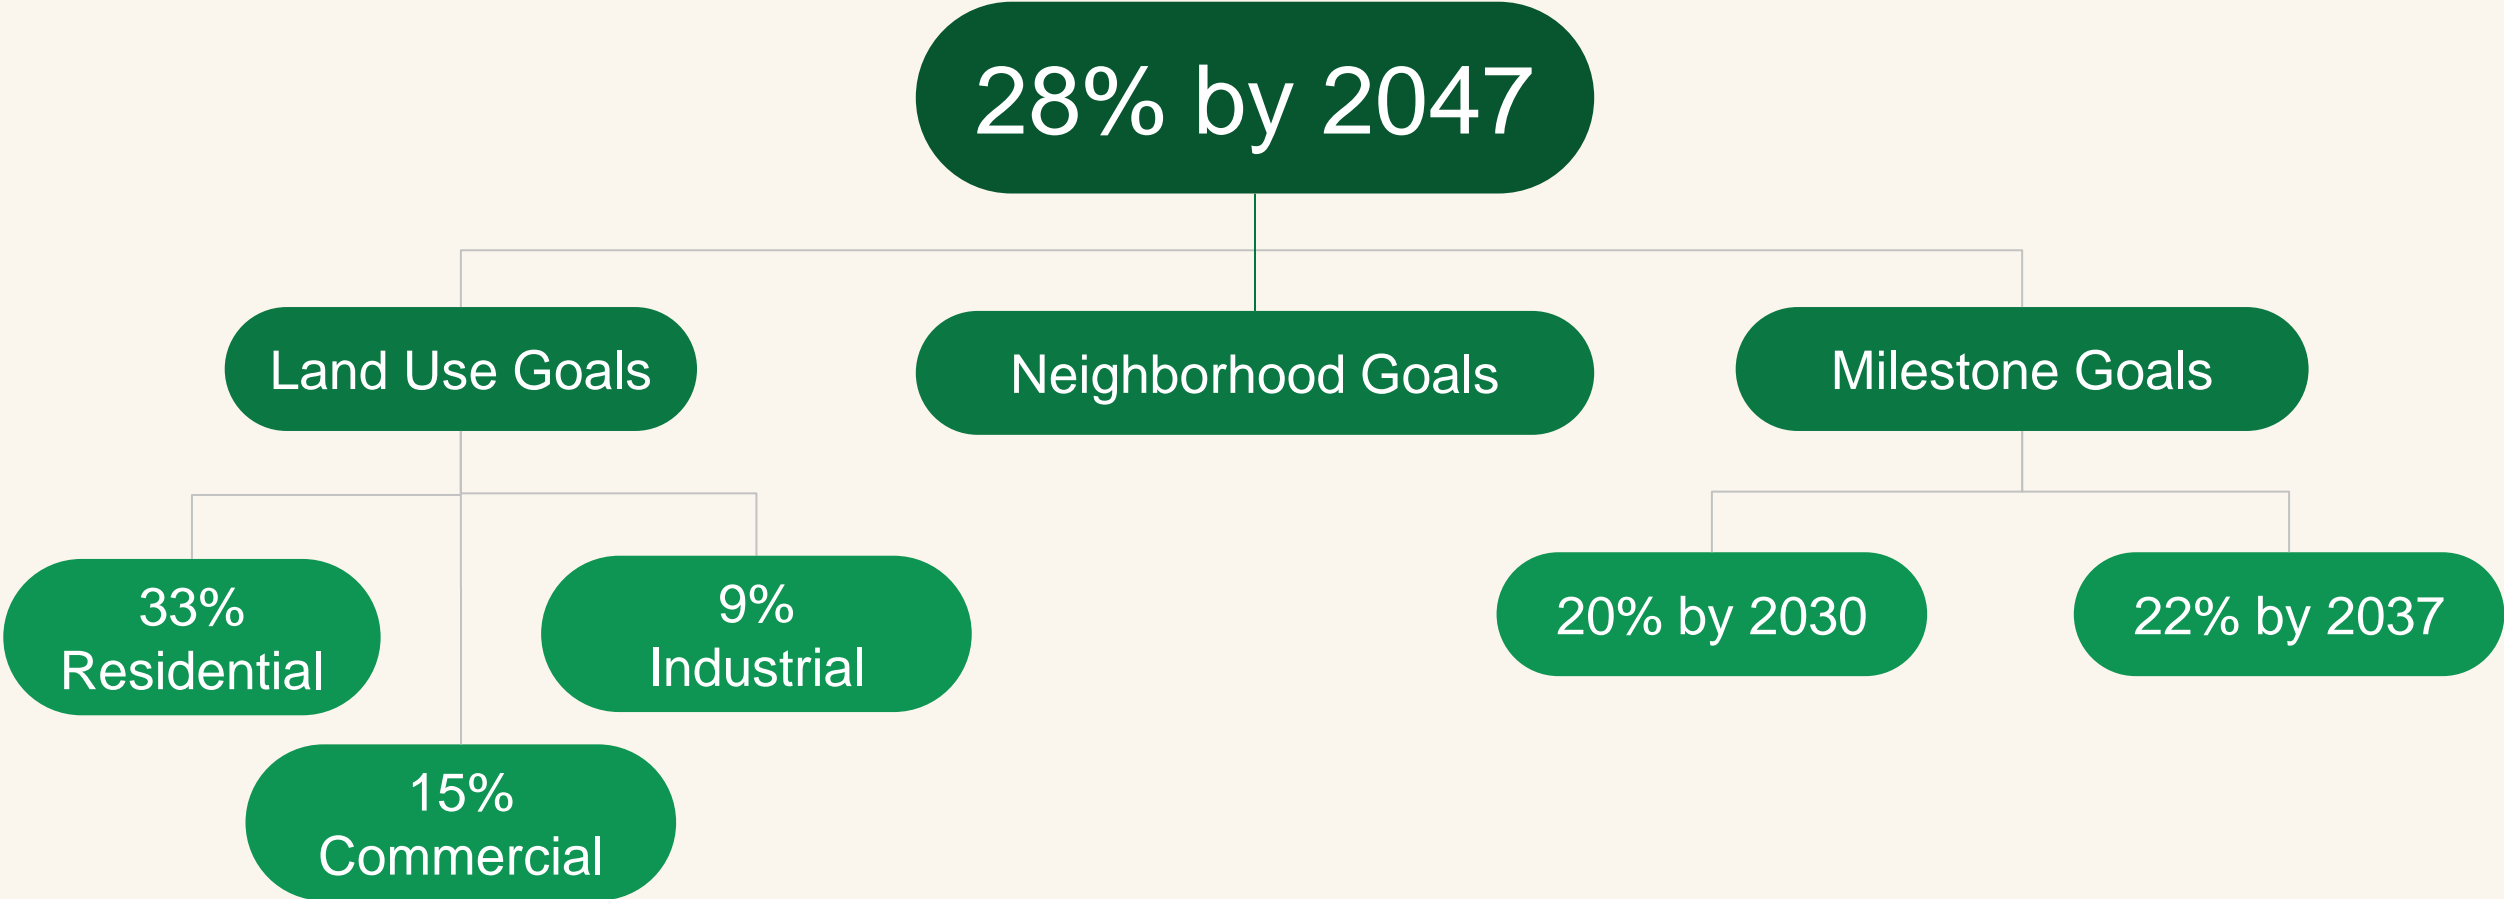 28% by 2047
Land Use Goals
Neighborhood Goals
Milestone Goals
33%
Residential
9%
Industrial
15%
Commercial
20% by 2030
22% by 2037